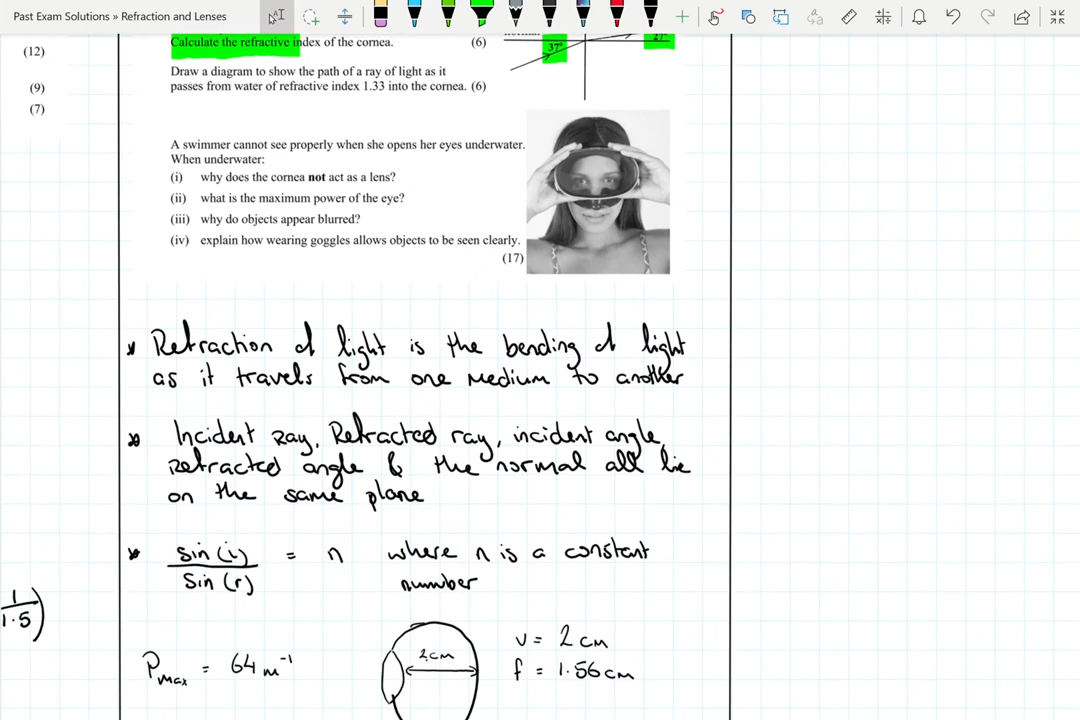 Past Exam Solutions » Refraction and Lenses
(12)
(9)
(7)
Calculate the refractive index of the cornea. (6)
37°
27°
Draw a diagram to show the path of a ray of light as it
passes from water of refractive index 1.33 into the cornea. (6)
A swimmer cannot see properly when she opens her eyes underwater.
When underwater:
(i) why does the cornea not act as a lens?
(ii) what is the maximum power of the eye?
(iii) why do objects appear blurred?
(iv) explain how wearing goggles allows objects to be seen clearly.
(17)
* Refraction of light is the bending of light
as it travels from one medium to another
* Incident Ray, Refracted ray, incident angle,
Refracted angle & the normal all lie
on the same plane
* sin(i) / sin(r) = n where n is a constant
number
1/1.5)
Pmax = 64 m⁻¹
2cm
v = 2cm
f = 1.56cm